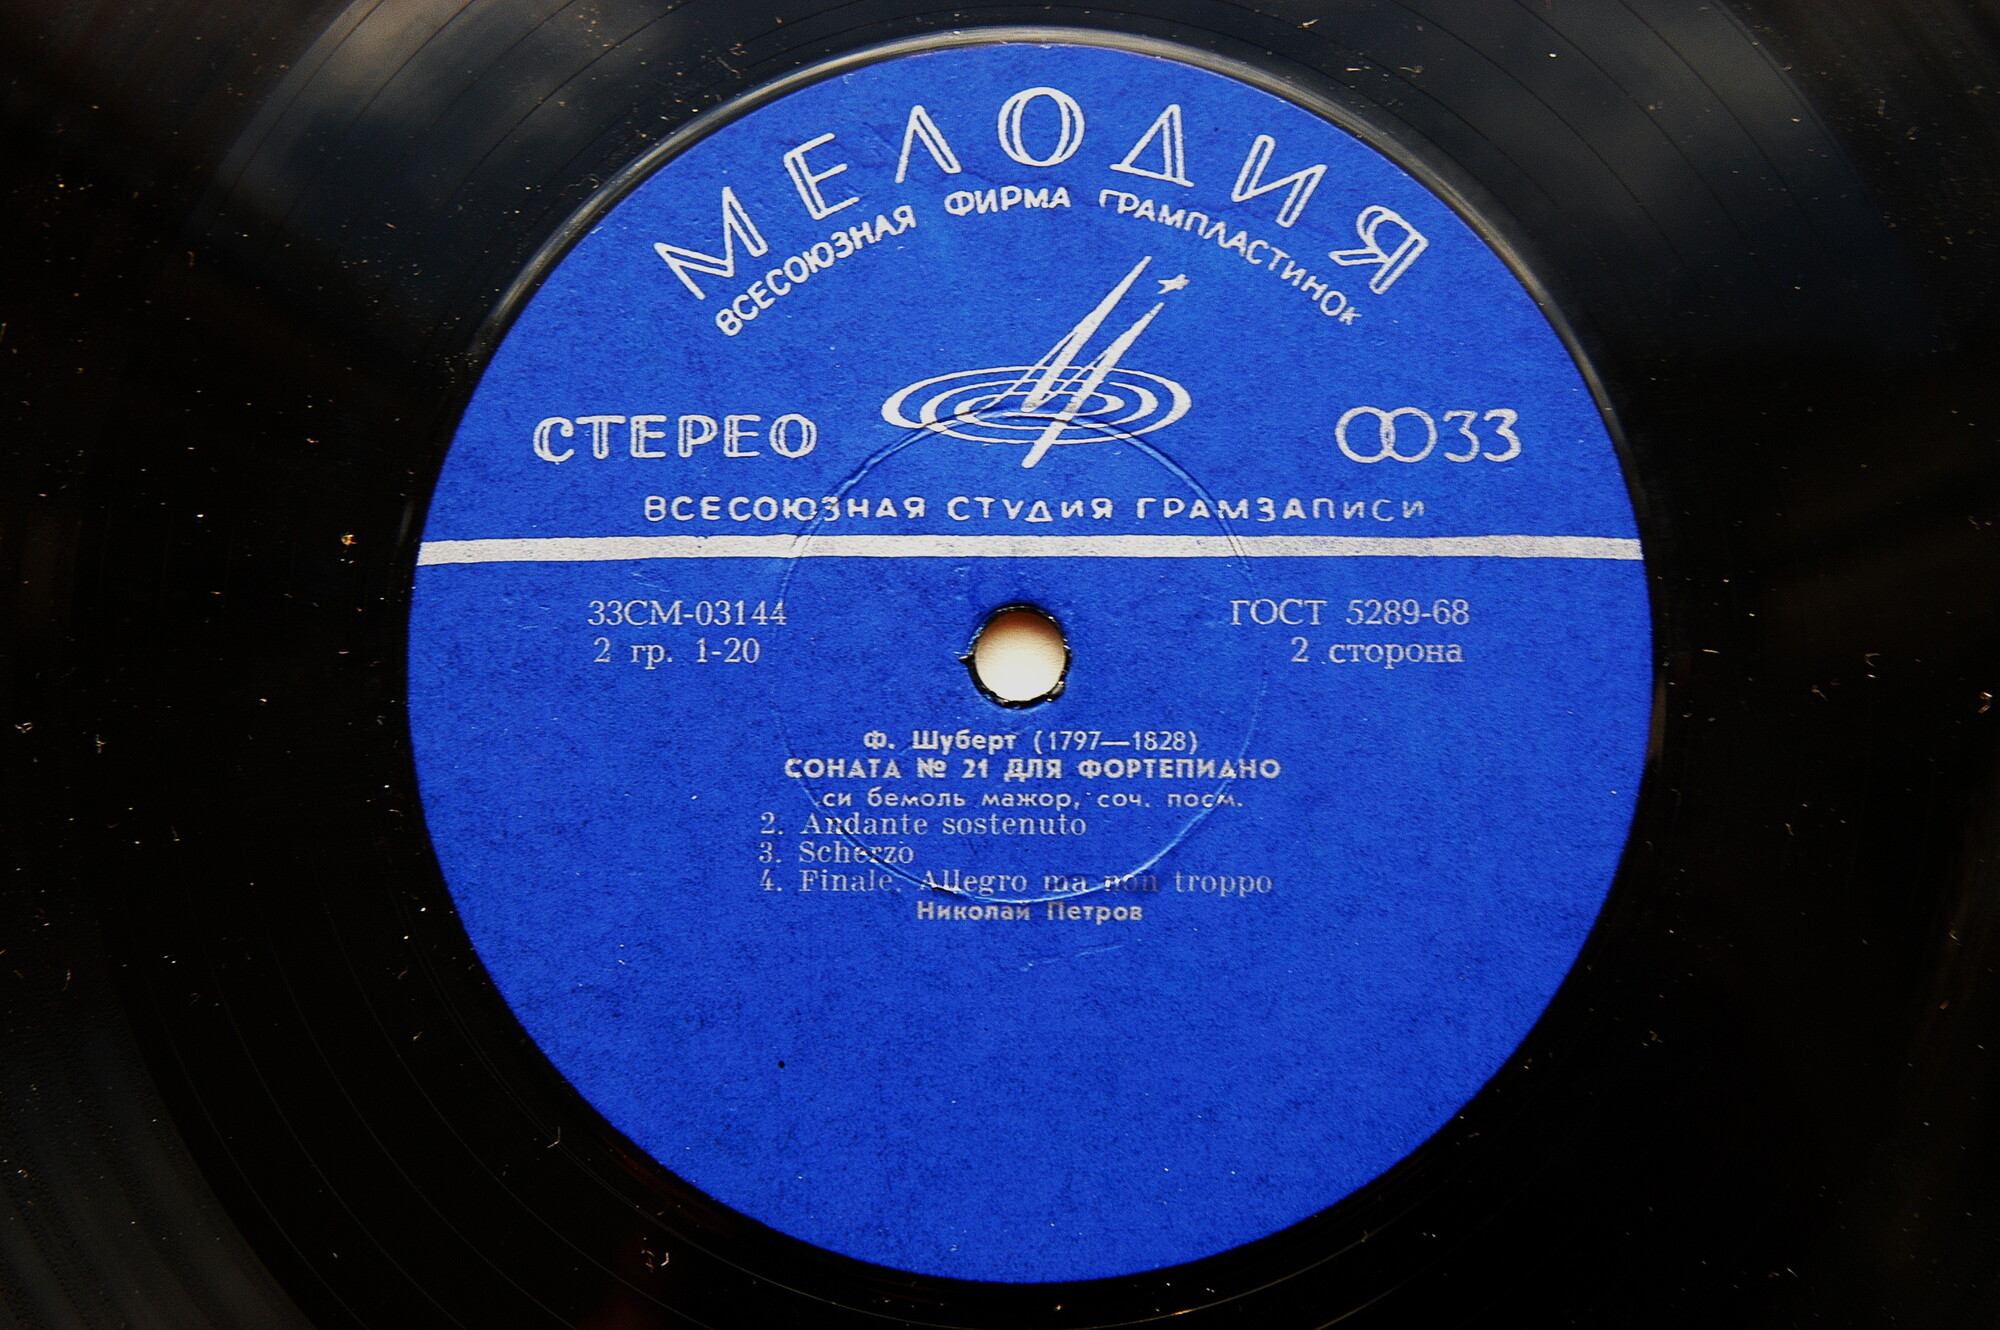 МЕЛОДИЯ
ВСЕСОЮЗНАЯ ФИРМА ГРАМПЛАСТИНОК
СТЕРЕО
33
ВСЕСОЮЗНАЯ СТУДИЯ ГРАМЗАПИСИ
33СМ-03144
ГОСТ 5289-68
2 гр. 1-20
2 сторона
Ф. Шуберт (1797—1828)
СОНАТА № 21 ДЛЯ ФОРТЕПИАНО
си бемоль мажор, соч. посм.
2. Andante sostenuto
3. Scherzo
4. Finale. Allegro ma non troppo
Николай Петров